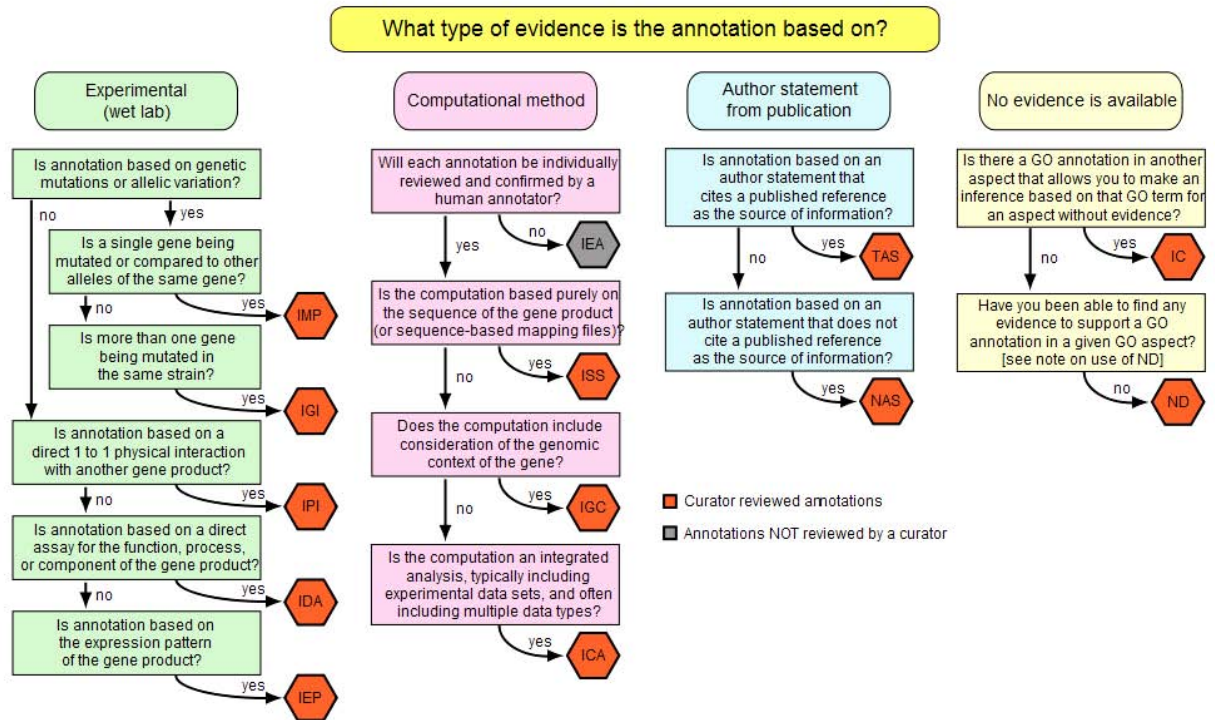 What type of evidence is the annotation based on?
Experimental
(wet lab)
Is annotation based on genetic
mutations or allelic variation?
no
yes
Is a single gene being
mutated or compared to other
alleles of the same gene?
yes
IMP
no
Is more than one gene
being mutated in
the same strain?
yes
IGI
Is annotation based on a
direct 1 to 1 physical interaction
with another gene product?
yes
IPI
no
Is annotation based on a direct
assay for the function, process,
or component of the gene product?
yes
IDA
no
Is annotation based on
the expression pattern
of the gene product?
yes
IEP
Computational method
Will each annotation be individually
reviewed and confirmed by a
human annotator?
no
IEA
yes
Is the computation based purely on
the sequence of the gene product
(or sequence-based mapping files)?
yes
ISS
no
Does the computation include
consideration of the genomic
context of the gene?
yes
IGC
no
Is the computation an integrated
analysis, typically including
experimental data sets, and often
including multiple data types?
yes
ICA
Author statement
from publication
Is annotation based on an
author statement that
cites a published reference
as the source of information?
yes
TAS
no
Is annotation based on an
author statement that does not
cite a published reference
as the source of information?
yes
NAS
No evidence is available
Is there a GO annotation in another
aspect that allows you to make an
inference based on that GO term for
an aspect without evidence?
yes
IC
no
Have you been able to find any
evidence to support a GO
annotation in a given GO aspect?
[see note on use of ND]
no
ND
Curator reviewed annotations
Annotations NOT reviewed by a curator